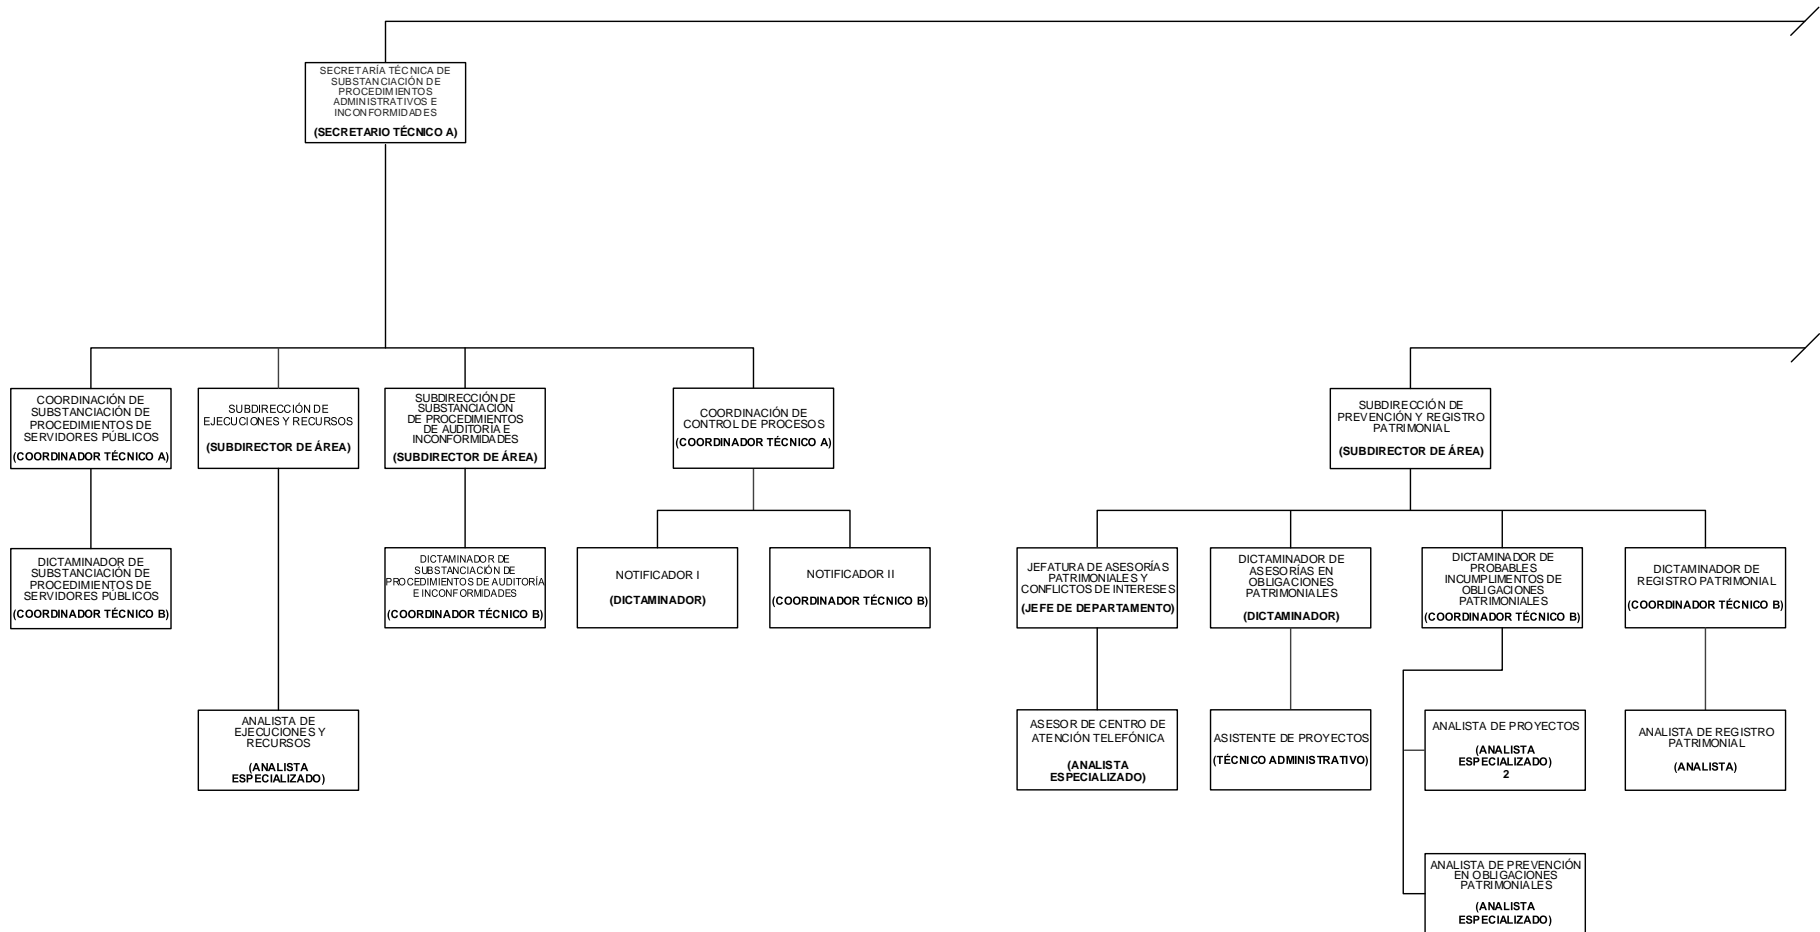 SECRETARÍA TÉCNICA DE
SUBSTANCIACIÓN DE
PROCEDIMIENTOS
ADMINISTRATIVOS E
INCONFORMIDADES
(SECRETARIO TÉCNICO A)
COORDINACIÓN DE
SUBSTANCIACIÓN DE
PROCEDIMIENTOS DE
SERVIDORES PÚBLICOS
(COORDINADOR TÉCNICO A)
SUBDIRECCIÓN DE
EJECUCIONES Y RECURSOS
(SUBDIRECTOR DE ÁREA)
SUBDIRECCIÓN DE
SUBSTANCIACIÓN
DE PROCEDIMIENTOS
DE AUDITORÍA E
INCONFORMIDADES
(SUBDIRECTOR DE ÁREA)
COORDINACIÓN DE
CONTROL DE PROCESOS
(COORDINADOR TÉCNICO A)
SUBDIRECCIÓN DE
PREVENCIÓN Y REGISTRO
PATRIMONIAL
(SUBDIRECTOR DE ÁREA)
DICTAMINADOR DE
SUBSTANCIACIÓN DE
PROCEDIMIENTOS DE
SERVIDORES PÚBLICOS
(COORDINADOR TÉCNICO B)
DICTAMINADOR DE
SUBSTANCIACIÓN DE
PROCEDIMIENTOS DE AUDITORÍA
E INCONFORMIDADES
(COORDINADOR TÉCNICO B)
NOTIFICADOR I
(DICTAMINADOR)
NOTIFICADOR II
(COORDINADOR TÉCNICO B)
JEFATURA DE ASESORÍAS
PATRIMONIALES Y
CONFLICTOS DE INTERESES
(JEFE DE DEPARTAMENTO)
DICTAMINADOR DE
ASESORÍAS EN
OBLIGACIONES
PATRIMONIALES
(DICTAMINADOR)
DICTAMINADOR DE
PROBABLES
INCUMPLIMENTOS DE
OBLIGACIONES
PATRIMONIALES
(COORDINADOR TÉCNICO B)
DICTAMINADOR DE
REGISTRO PATRIMONIAL
(COORDINADOR TÉCNICO B)
ANALISTA DE
EJECUCIONES Y
RECURSOS
(ANALISTA
ESPECIALIZADO)
ASESOR DE CENTRO DE
ATENCIÓN TELEFÓNICA
(ANALISTA
ESPECIALIZADO)
ASISTENTE DE PROYECTOS
(TÉCNICO ADMINISTRATIVO)
ANALISTA DE PROYECTOS
(ANALISTA
ESPECIALIZADO)
2
ANALISTA DE REGISTRO
PATRIMONIAL
(ANALISTA)
ANALISTA DE PREVENCIÓN
EN OBLIGACIONES
PATRIMONIALES
(ANALISTA
ESPECIALIZADO)